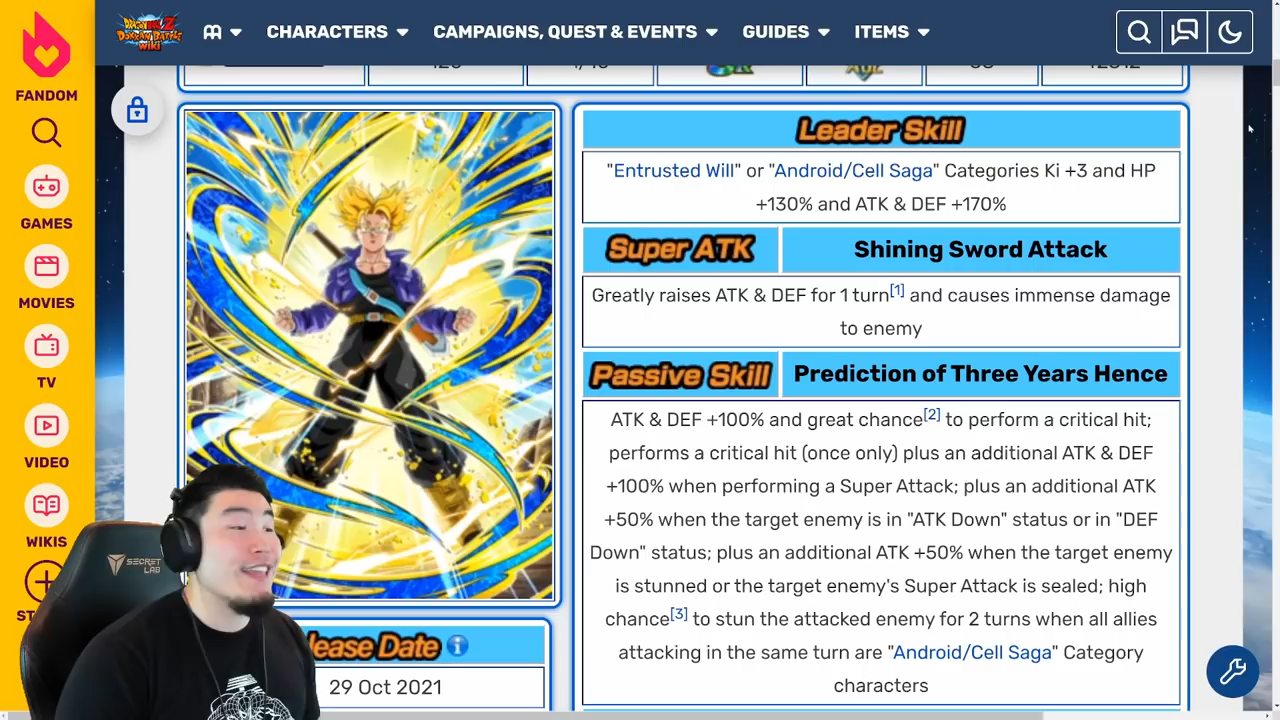 DRAGON BALL Z
DOKKAN BATTLE
WIKI
CHARACTERS
CAMPAIGNS, QUEST & EVENTS
GUIDES
ITEMS
FANDOM
GAMES
MOVIES
TV
VIDEO
WIKIS
Leader Skill
"Entrusted Will" or "Android/Cell Saga" Categories Ki +3 and HP
+130% and ATK & DEF +170%
Super ATK
Shining Sword Attack
Greatly raises ATK & DEF for 1 turn[1] and causes immense damage
to enemy
Passive Skill
Prediction of Three Years Hence
ATK & DEF +100% and great chance[2] to perform a critical hit;
performs a critical hit (once only) plus an additional ATK & DEF
+100% when performing a Super Attack; plus an additional ATK
+50% when the target enemy is in "ATK Down" status or in "DEF
Down" status; plus an additional ATK +50% when the target enemy
is stunned or the target enemy's Super Attack is sealed; high
chance[3] to stun the attacked enemy for 2 turns when all allies
attacking in the same turn are "Android/Cell Saga" Category
characters
lease Date
29 Oct 2021
SECRET
LAB